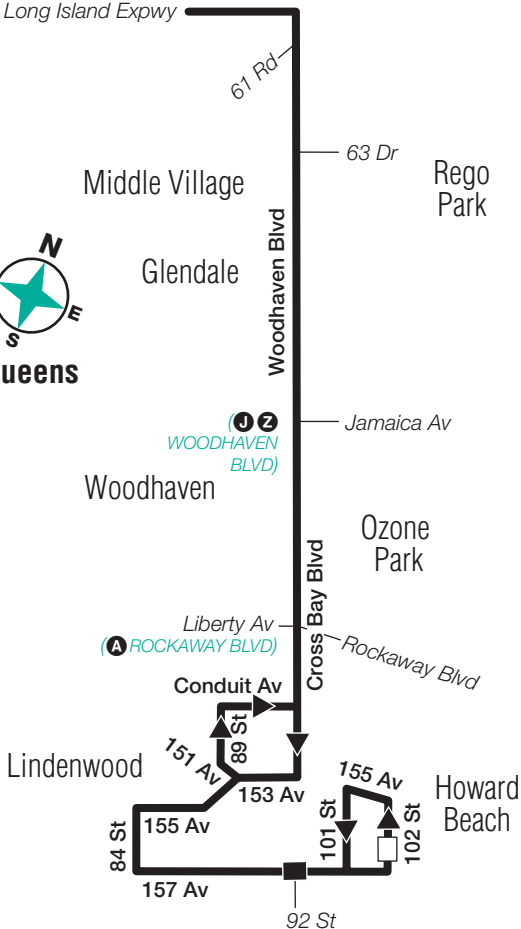 Long Island Expwy
61 Rd
63 Dr
Middle Village
Rego
Park
Woodhaven Blvd
N
E
S
ueens
Glendale
(J Z
WOODHAVEN
BLVD)
Jamaica Av
Woodhaven
Ozone
Park
Cross Bay Blvd
Liberty Av
(A ROCKAWAY BLVD)
Rockaway Blvd
Conduit Av
89 St
151 Av
Lindenwood
153 Av
155 Av
Howard
Beach
84 St
155 Av
101 St
102 St
157 Av
92 St